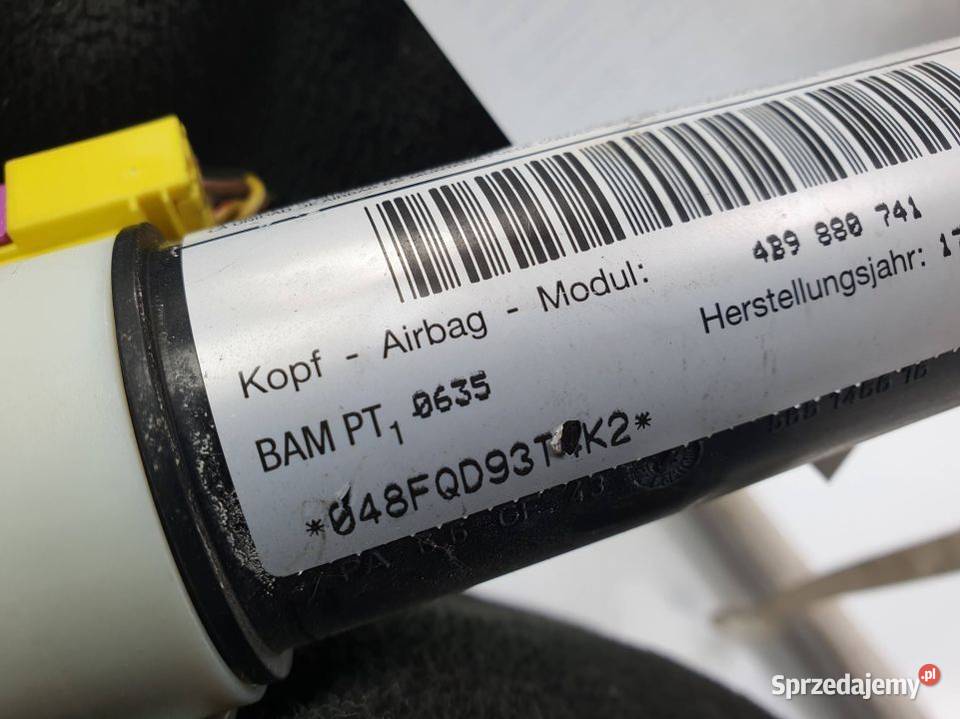 4B9 880 741
Kopf - Airbag - Modul:
Herstellungsjahr: 17
BAM PT1 0635
*048FQD93T K2*
Sprzedajemy.pl